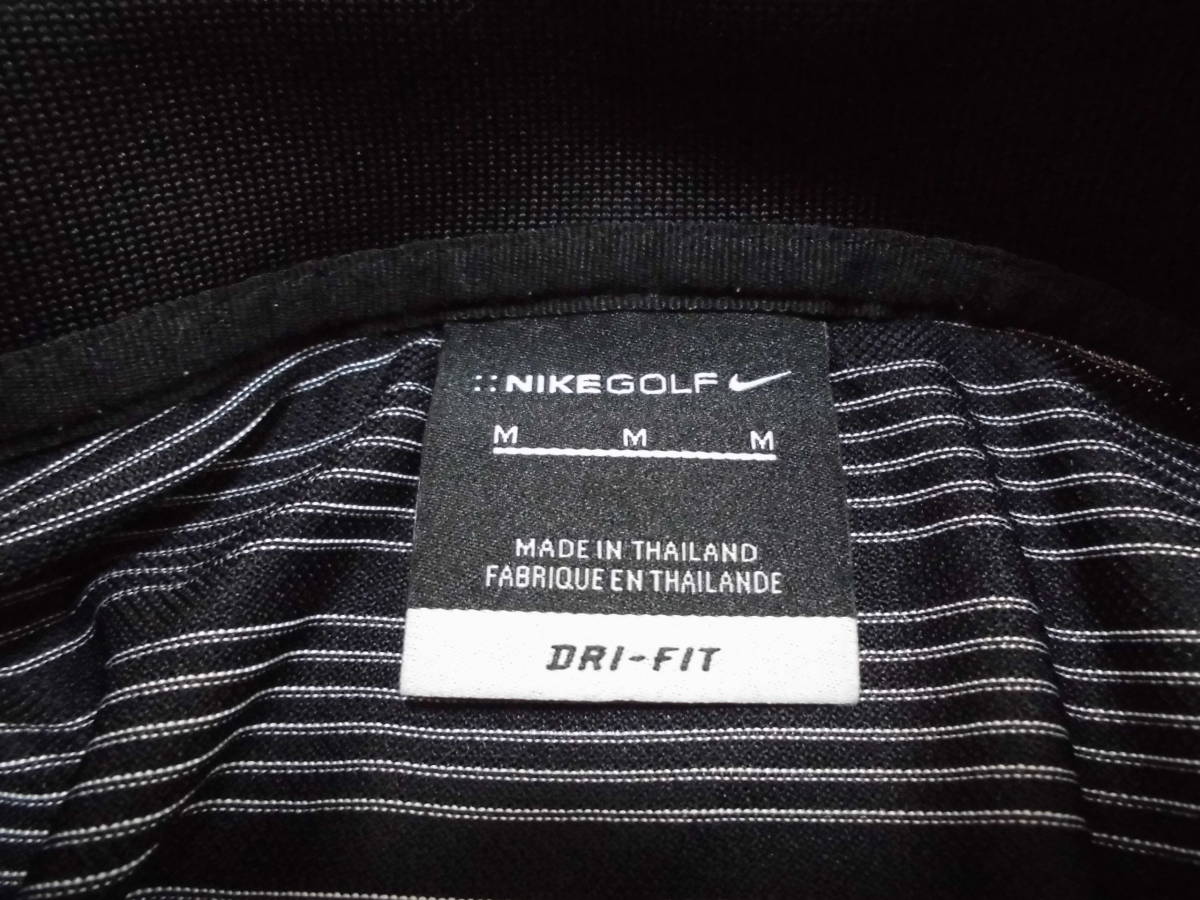 ::NIKEGOLF
M M M
MADE IN THAILAND
FABRIQUE EN THAILANDE
DRI-FIT